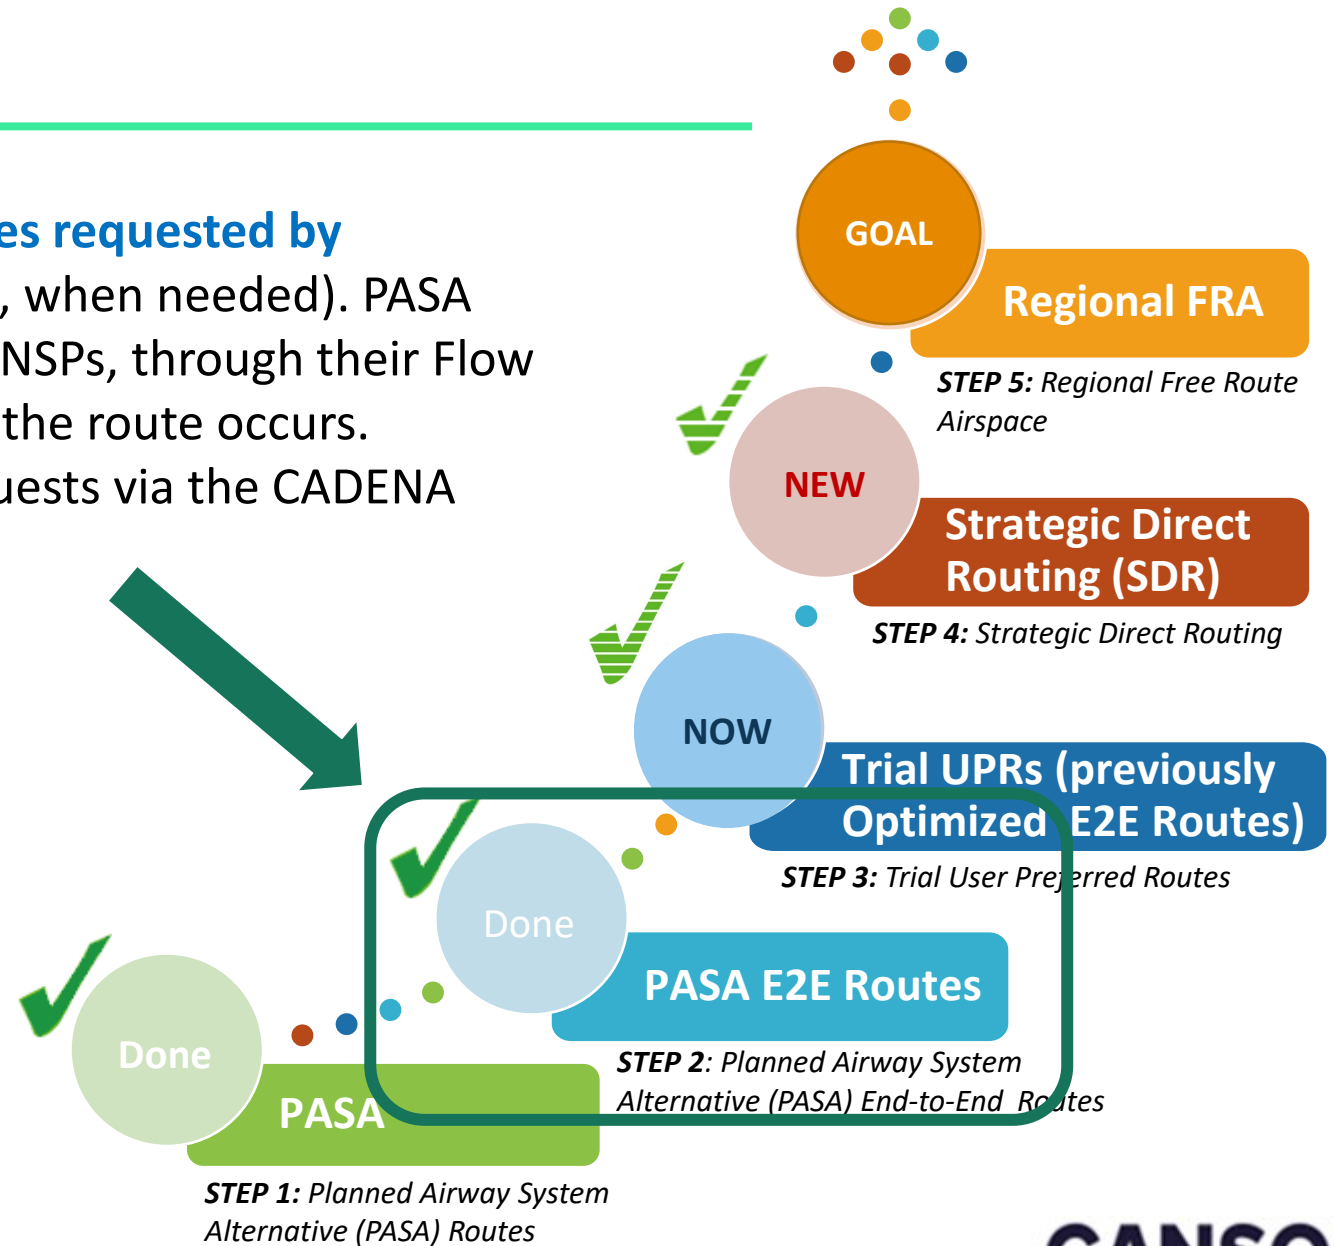 es requested by
, when needed). PASA
NSPs, through their Flow
the route occurs.
uests via the CADENA
GOAL
Regional FRA
STEP 5: Regional Free Route
Airspace
NEW
Strategic Direct
Routing (SDR)
STEP 4: Strategic Direct Routing
NOW
Trial UPRs (previously
Optimized E2E Routes)
STEP 3: Trial User Preferred Routes
Done
PASA E2E Routes
STEP 2: Planned Airway System
Alternative (PASA) End-to-End Routes
Done
PASA
STEP 1: Planned Airway System
Alternative (PASA) Routes
CANSO